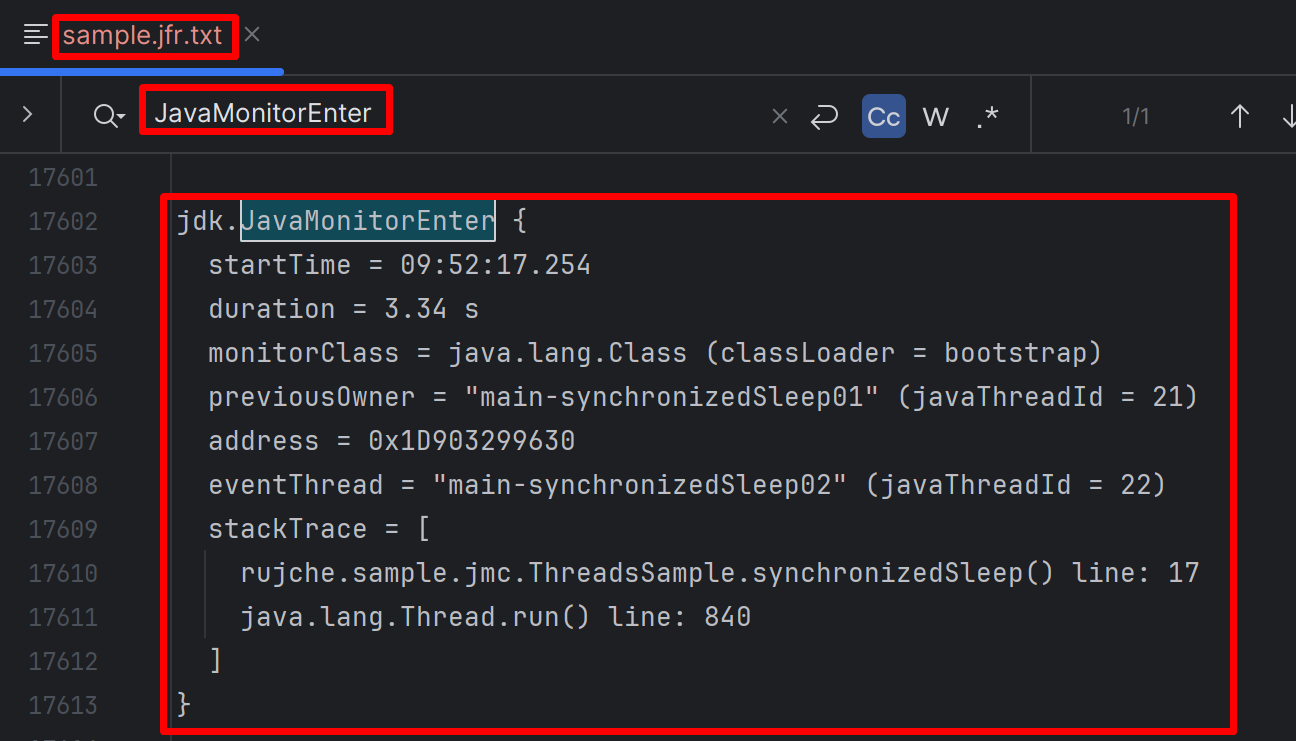 sample.jfr.txt
JavaMonitorEnter
Cc W .* 1/1
17601
17602 jdk.JavaMonitorEnter {
17603 startTime = 09:52:17.254
17604 duration = 3.34 s
17605 monitorClass = java.lang.Class (classLoader = bootstrap)
17606 previousOwner = "main-synchronizedSleep01" (javaThreadId = 21)
17607 address = 0x1D903299630
17608 eventThread = "main-synchronizedSleep02" (javaThreadId = 22)
17609 stackTrace = [
17610 rujche.sample.jmc.ThreadsSample.synchronizedSleep() line: 17
17611 java.lang.Thread.run() line: 840
17612 ]
17613 }